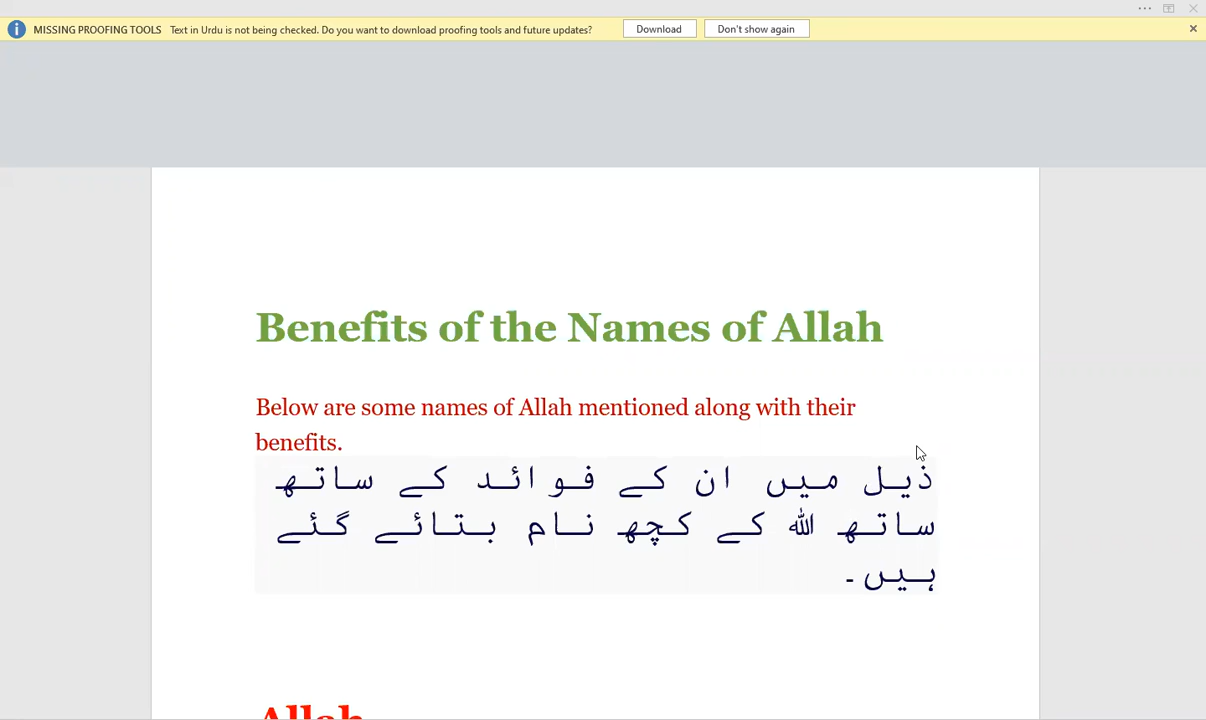 MISSING PROOFING TOOLS Text in Urdu is not being checked. Do you want to download proofing tools and future updates? Download Don't show again
Benefits of the Names of Allah
Below are some names of Allah mentioned along with their
benefits.
ذیل میں ان کے فوائد کے ساتھ
ساتھ اللہ کے کچھ نام بتائے گئے
ہیں۔
Allah